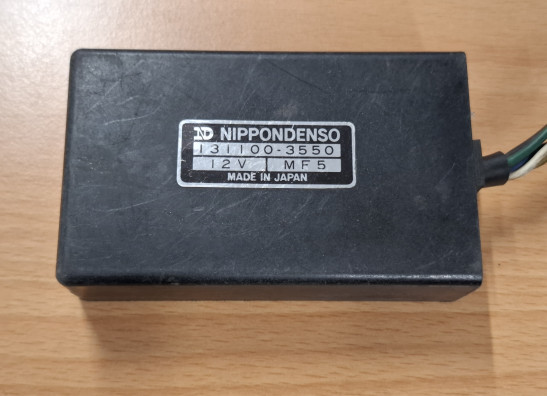 ND NIPPONDENSO
131100-3550
12V MF5
MADE IN JAPAN